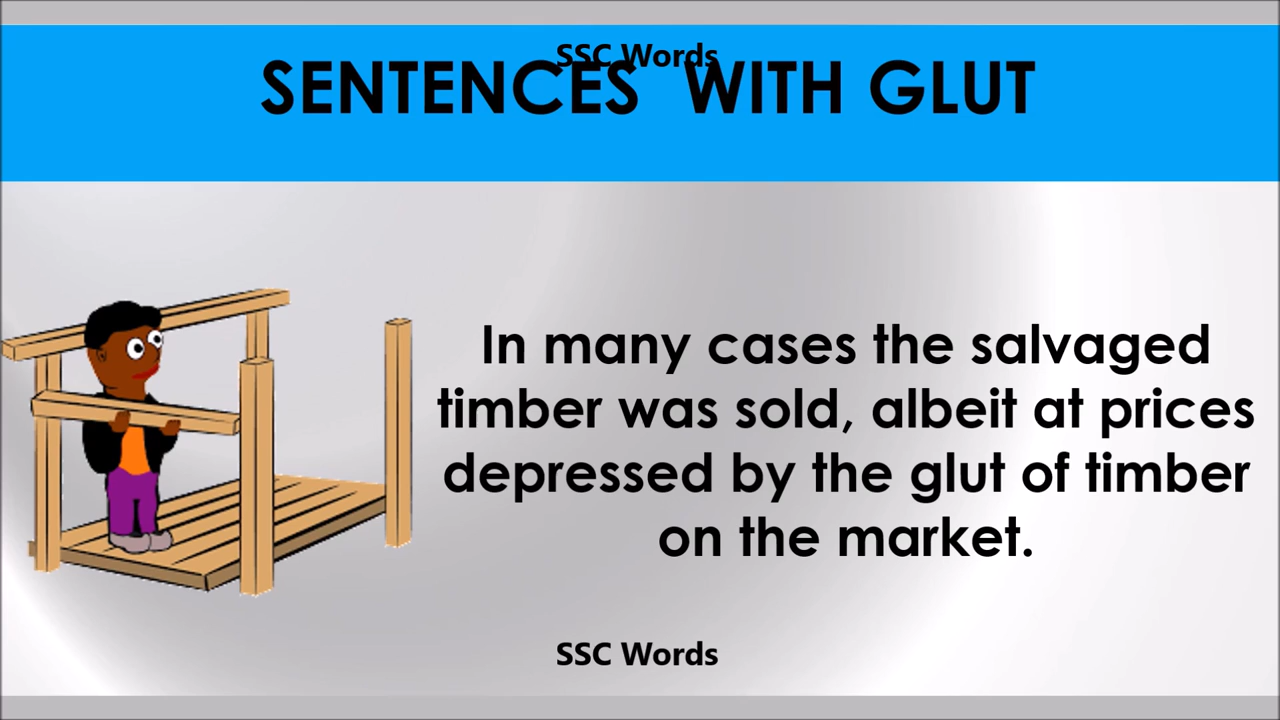 SSC Words
SENTENCES WITH GLUT
In many cases the salvaged
timber was sold, albeit at prices
depressed by the glut of timber
on the market.
SSC Words